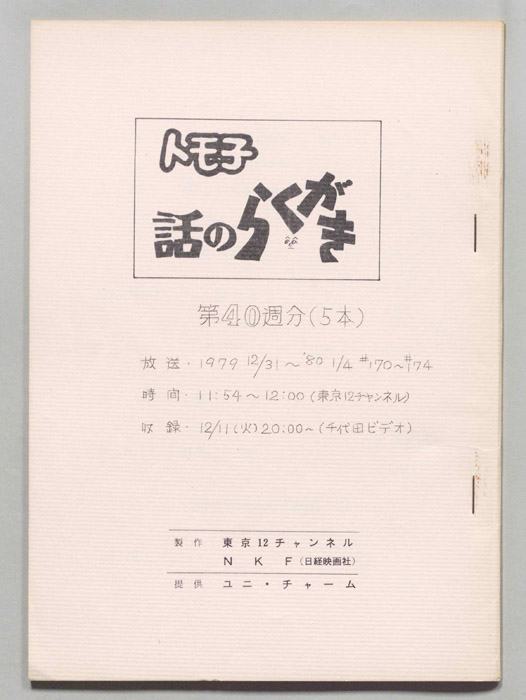 トモ子
話のらくがき
第40週分(5本)
放送・1979 12/31〜'80 1/4 #170〜#174
時間・11:54〜12:00(東京12チャンネル)
収録・12/11(火)20:00〜(千代田ビデオ)
製作 東京12チャンネル
NKF(日経映画社)
提供 ユニ・チャーム